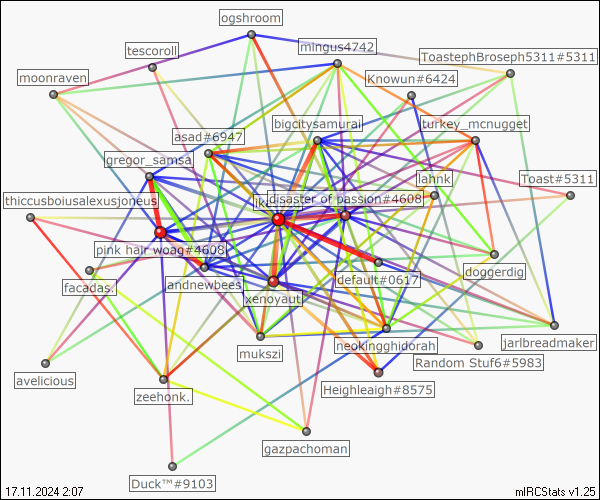 ogshroom
mingus4742
tescoroll
ToastephBroseph5311#5311
moonraven
Knowun#6424
bigcitysamurai
turkey_mcnugget
asad#6947
gregor_samsa
lahnk
Toast#5311
thiccusboiusalexusjoneus
disaster of passion#4608
pink hair woag#4608
doggerdig
facadas.
andnewbees
default#0617
xenoyaut
jarlbreadmaker
mukszi
neokingghidorah
Random Stuf6#5983
avelicious
zeehonk.
Heighleaigh#8575
gazpachoman
Duck™#9103
17.11.2024 2:07
mIRCStats v1.25